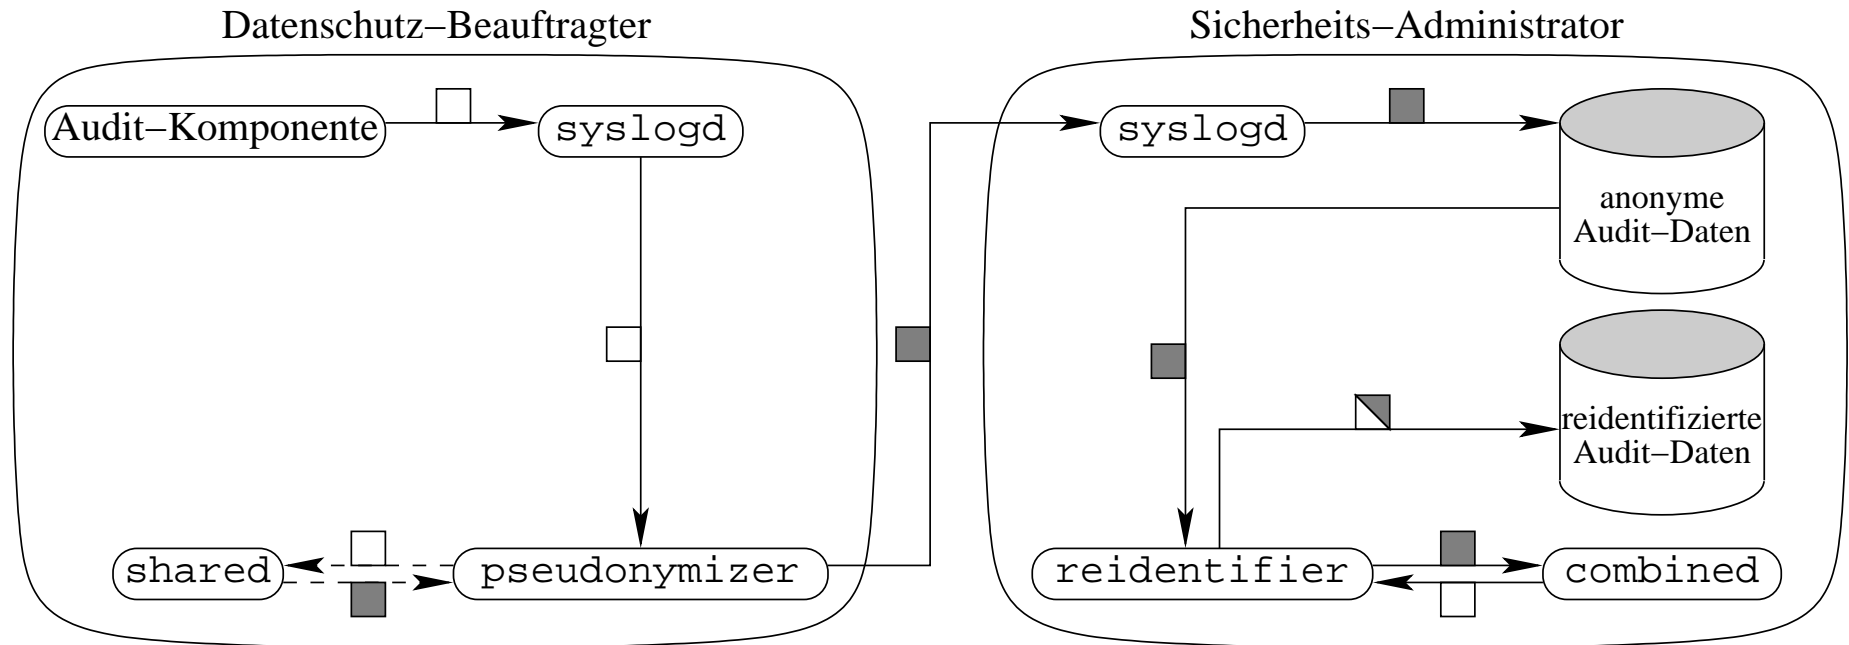 Datenschutz–Beauftragter
Sicherheits–Administrator
Audit–Komponente
syslogd
syslogd
anonyme
Audit–Daten
reidentifizierte
Audit–Daten
shared
pseudonymizer
reidentifier
combined